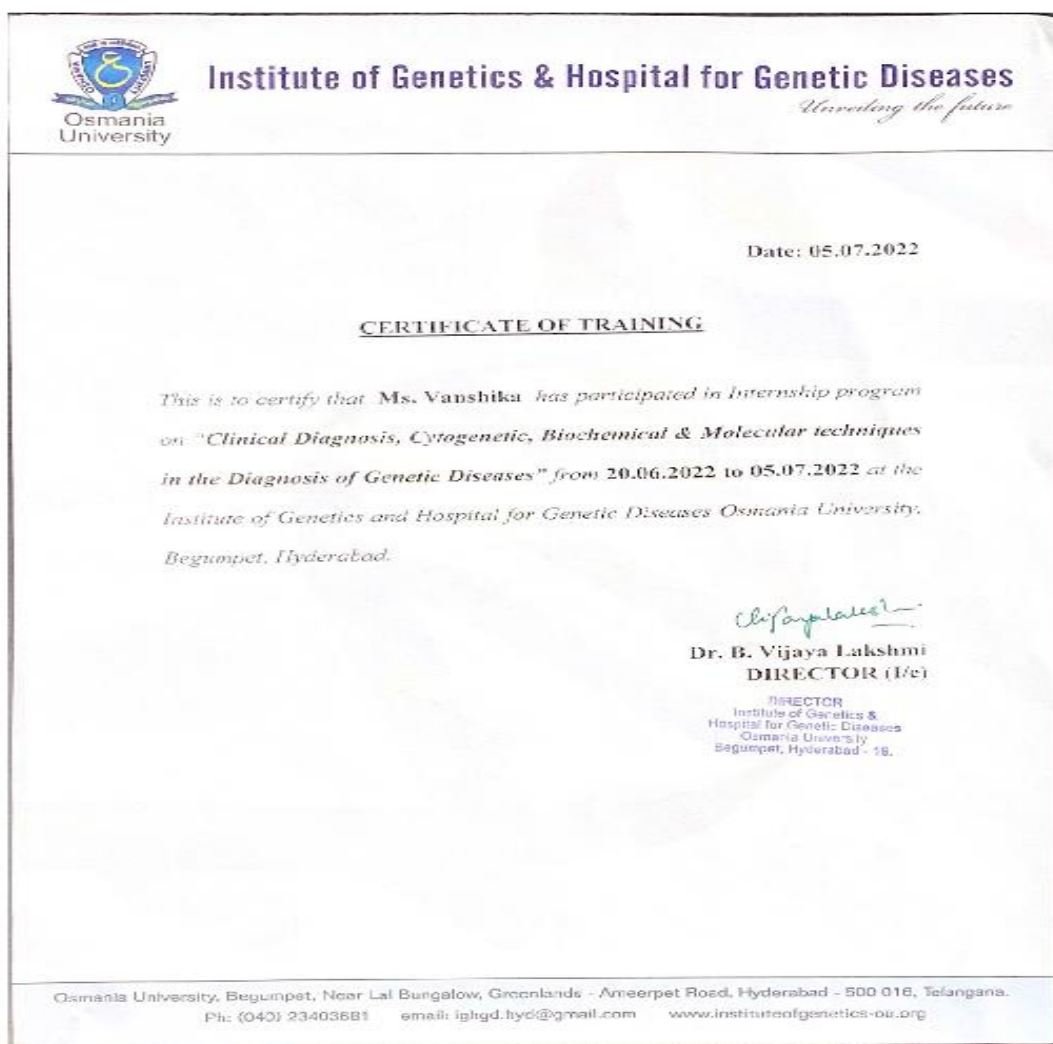 Institute of Genetics & Hospital for Genetic Diseases
Unveiling the future
Osmania
University
Date: 05.07.2022
CERTIFICATE OF TRAINING
This is to certify that Ms. Vanshika has participated in Internship program
on "Clinical Diagnosis, Cytogenetic, Biochemical & Molecular techniques
in the Diagnosis of Genetic Diseases" from 20.06.2022 to 05.07.2022 at the
Institute of Genetics and Hospital for Genetic Diseases Osmania University,
Begumpet, Hyderabad.
Dr. B. Vijaya Lakshmi
DIRECTOR (I/c)
DIRECTOR
Institute of Genetics &
Hospital for Genetic Diseases
Osmania University
Begumpet, Hyderabad - 16.
Osmania University, Begumpet, Near Lal Bungalow, Greenlands - Ameerpet Road, Hyderabad - 500 016, Telangana.
Ph: (040) 23403681 email: ighgd.hyd@gmail.com www.instituteofgenetics-ou.org